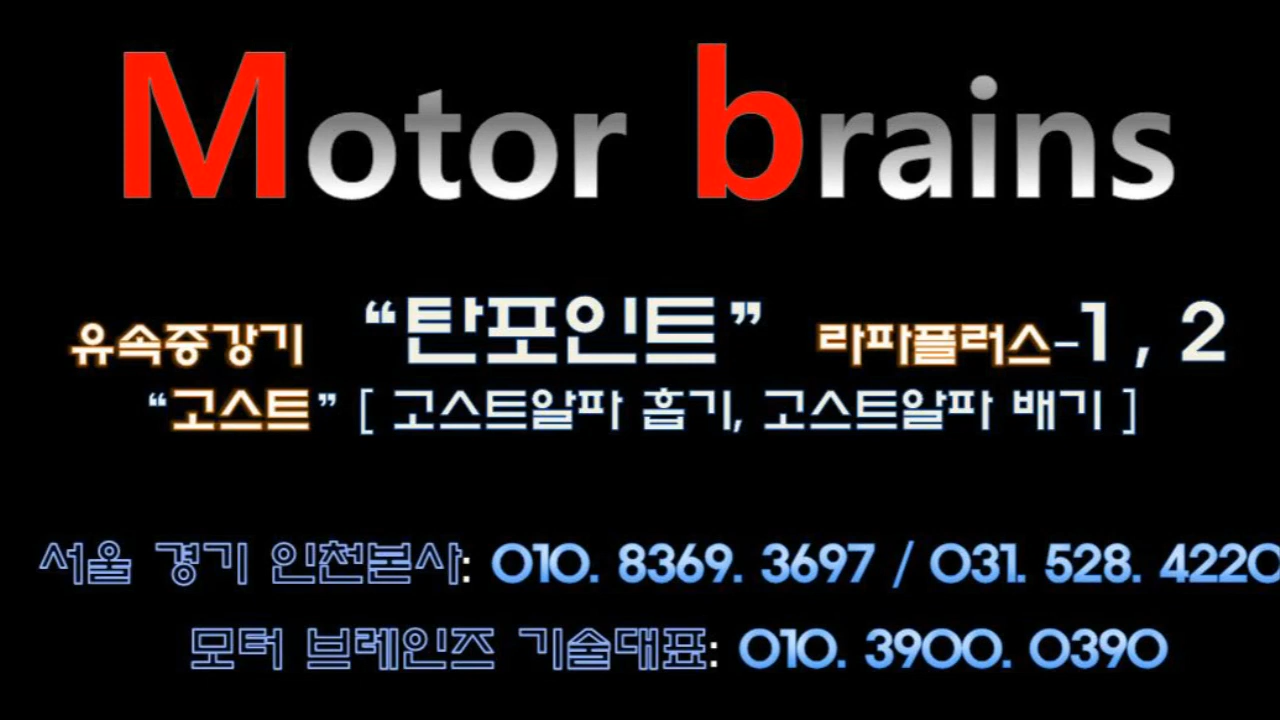 Motor brains
유속증강기 “탄포인트”라파플러스-1 , 2
“고스트” [ 고스트알파 흡기, 고스트알파 배기 ]
서울 경기 인천본사: 010. 8369. 3697 / 031. 528. 4220
모터 브레인즈 기술대표: 010. 3900. 0390